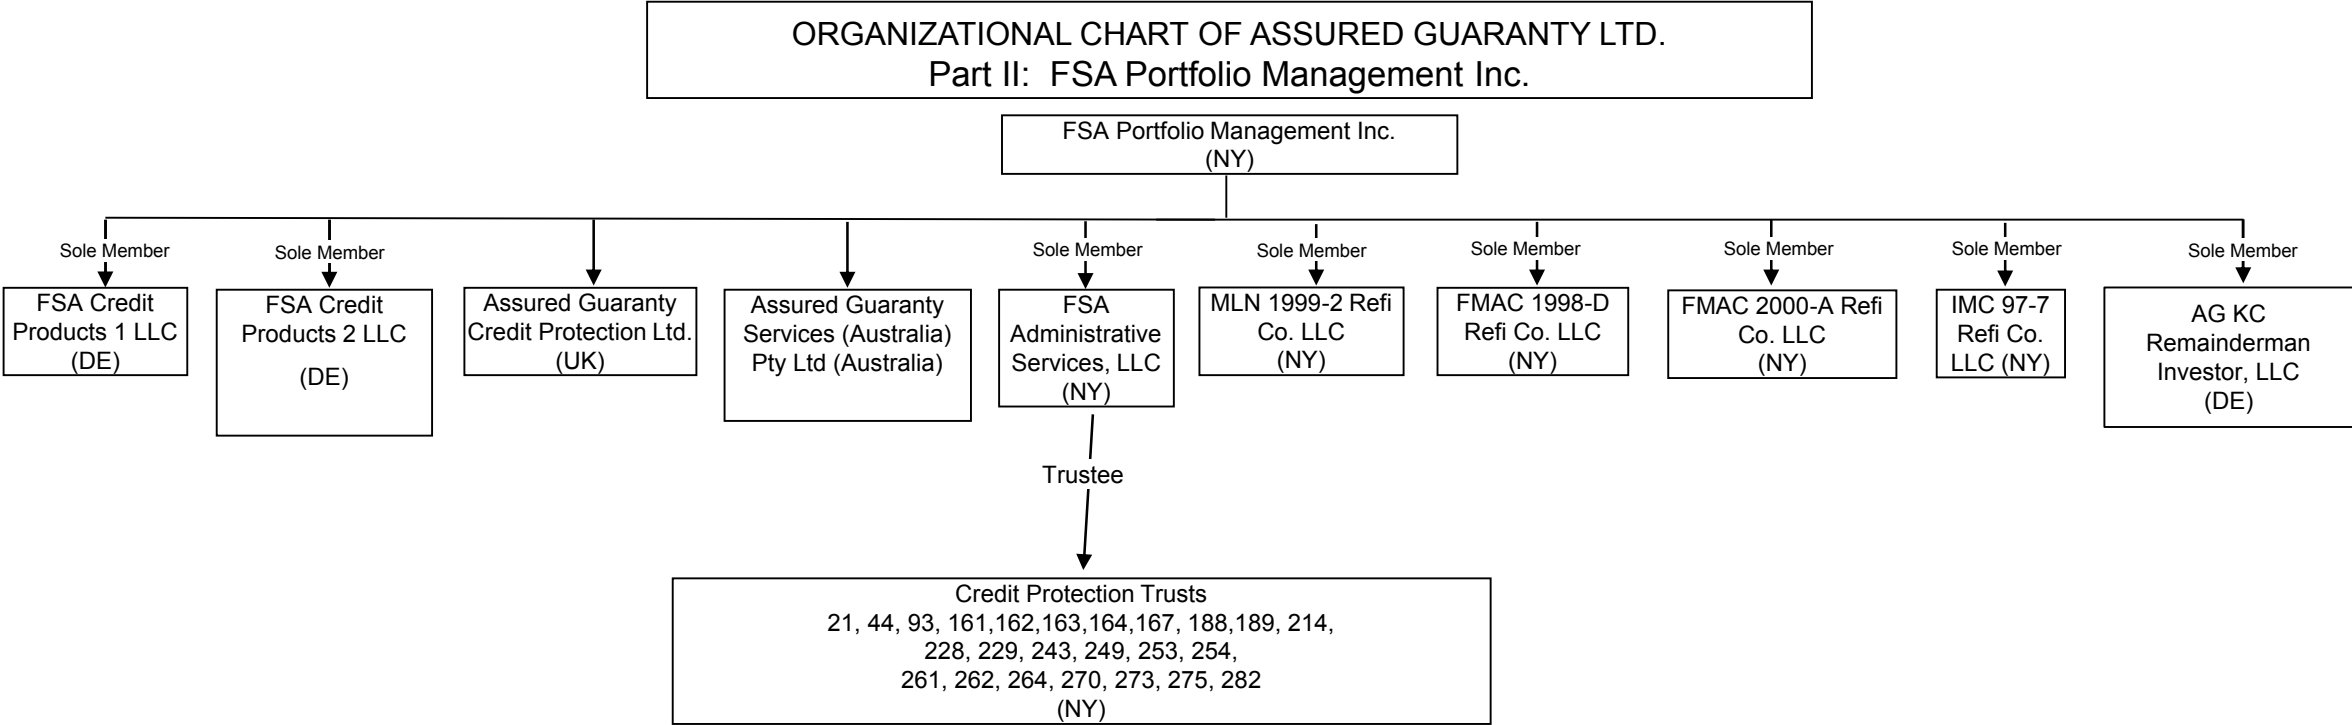 ORGANIZATIONAL CHART OF ASSURED GUARANTY LTD.
Part II: FSA Portfolio Management Inc.
FSA Portfolio Management Inc.
(NY)
Sole Member
FSA Credit
Products 1 LLC
(DE)
Sole Member
FSA Credit
Products 2 LLC
(DE)
Assured Guaranty
Credit Protection Ltd.
(UK)
Assured Guaranty
Services (Australia)
Pty Ltd (Australia)
Sole Member
FSA
Administrative
Services, LLC
(NY)
Sole Member
MLN 1999-2 Refi
Co. LLC
(NY)
Sole Member
FMAC 1998-D
Refi Co. LLC
(NY)
Sole Member
FMAC 2000-A Refi
Co. LLC
(NY)
Sole Member
IMC 97-7
Refi Co.
LLC (NY)
Sole Member
AG KC
Remainderman
Investor, LLC
(DE)
Trustee
Credit Protection Trusts
21, 44, 93, 161,162,163,164,167, 188,189, 214,
228, 229, 243, 249, 253, 254,
261, 262, 264, 270, 273, 275, 282
(NY)